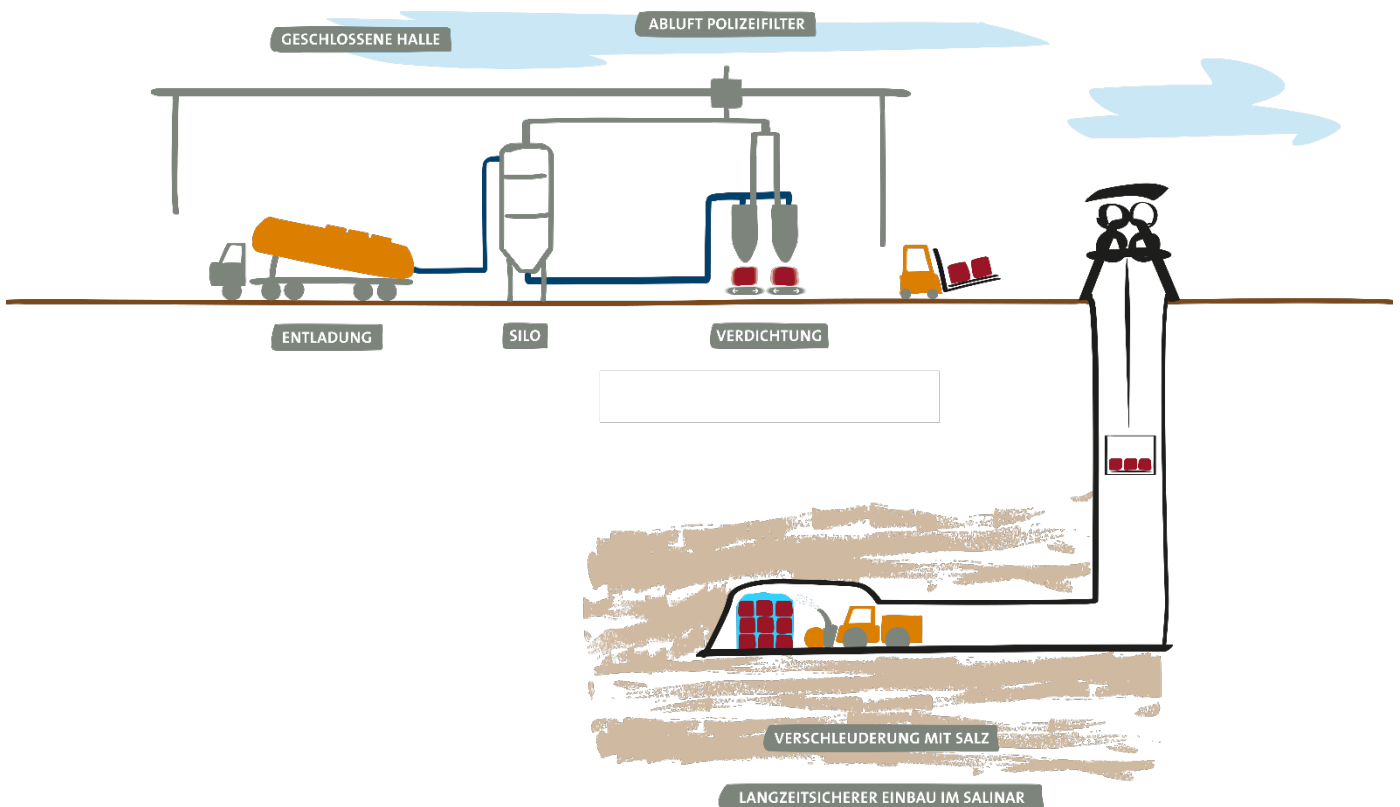 ABLUFT POLIZEIFILTER
GESCHLOSSENE HALLE
ENTLADUNG
SILO
VERDICHTUNG
VERSCHLEUDERUNG MIT SALZ
LANGZEITSICHERER EINBAU IM SALINAR